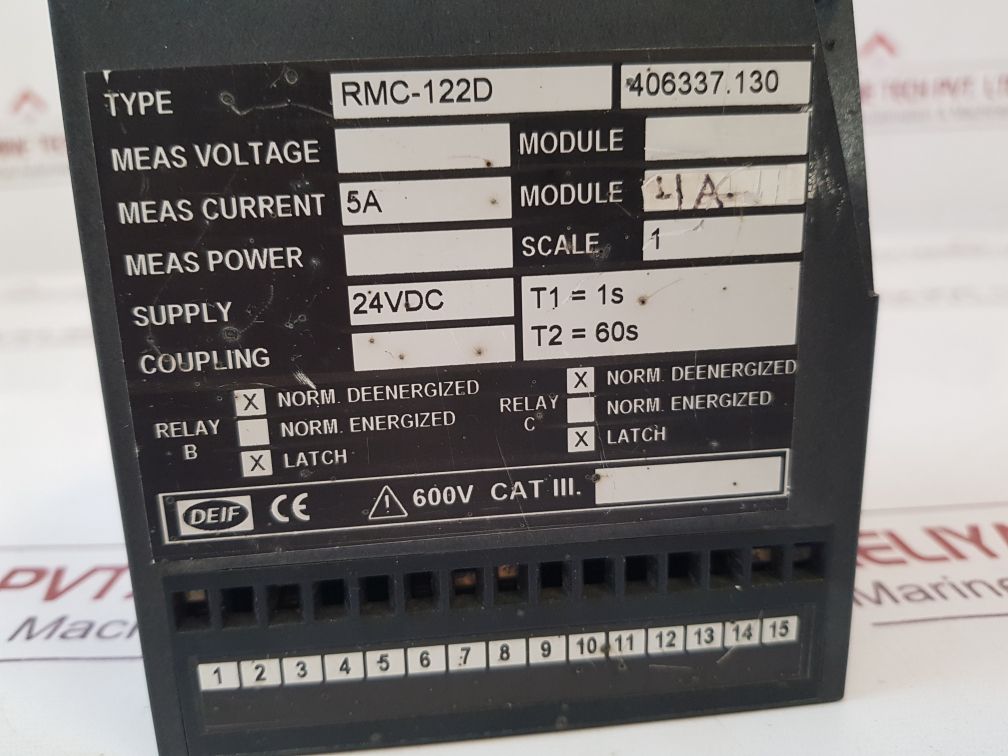 TYPE RMC-122D 406337.130
MEAS VOLTAGE MODULE
MEAS CURRENT 5A MODULE 4A.
MEAS POWER SCALE 1
SUPPLY 24VDC T1 = 1s
COUPLING T2 = 60s
RELAY B X NORM. DEENERGIZED
NORM. ENERGIZED
X LATCH
RELAY C X NORM. DEENERGIZED
NORM. ENERGIZED
X LATCH
DEIF CE 600V CAT III.
1 2 3 4 5 6 7 8 9 10 11 12 13 14 15